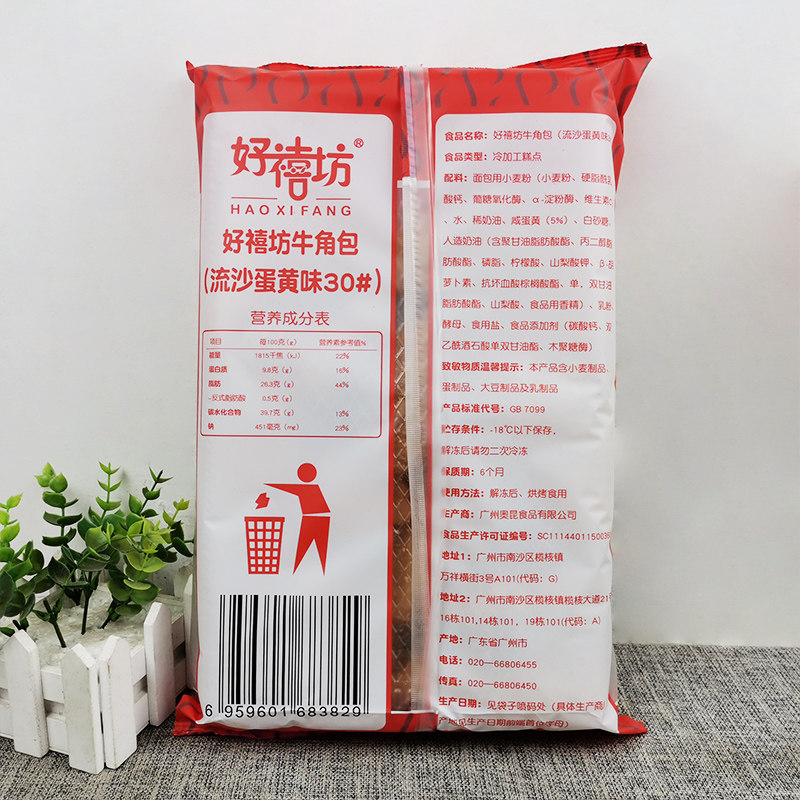 好禧坊®
HAO XI FANG
好禧坊牛角包
(流沙蛋黄味30#)
营养成分表
项目 每100克(g) 营养素参考值%
能量 1815千焦(kJ) 22%
蛋白质 9.8克(g) 16%
脂肪 26.3克(g) 44%
-反式脂肪酸 0.5克(g)
碳水化合物 39.7克(g) 13%
钠 451毫克(mg) 23%
6 959601 683829
食品名称: 好禧坊牛角包(流沙蛋黄味
食品类型: 冷加工糕点
配料: 面包用小麦粉(小麦粉、硬脂酰乳
酸钙、葡糖氧化酶、α-淀粉酶、维生素
、水、稀奶油、咸蛋黄(5%)、白砂糖、
人造奶油(含聚甘油脂肪酸酯、丙二醇脂
肪酸酯、磷脂、柠檬酸、山梨酸钾、β-胡
萝卜素、抗坏血酸棕榈酸酯、单,双甘油
脂肪酸酯、山梨酸、食品用香精)、乳粉、
酵母、食用盐、食品添加剂(碳酸钙、双
乙酰酒石酸单双甘油酯、木聚糖酶)
致敏物质温馨提示: 本产品含小麦制品、
蛋制品、大豆制品及乳制品
产品标准代号: GB 7099
贮存条件: -18℃以下保存,
解冻后请勿二次冷冻
保质期: 6个月
使用方法: 解冻后、烘烤食用
生产商: 广州奥昆食品有限公司
食品生产许可证编号: SC1114401150036
地址1: 广州市南沙区榄核镇
万祥横街3号A101(代码: G)
地址2: 广州市南沙区榄核镇榄核大道21号
16栋101,14栋101, 19栋101(代码: A)
产地: 广东省广州市
电话: 020-66806455
传真: 020-66806450
生产日期: 见袋子喷码处(具体生产商/
产地见生产日期前端首位字母)